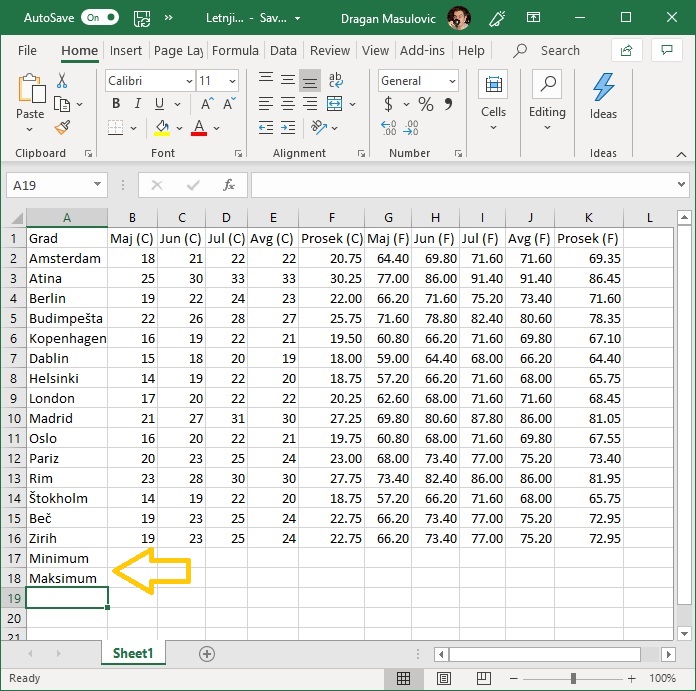 AutoSave On » Letnji... - Sav... Dragan Masulovic
File Home Insert Page Lay Formula Data Review View Add-ins Help Search
Paste Calibri 11 B I U A A A ab General $ % 9 .00 .00 Cells Editing Ideas
Clipboard Font Alignment Number Ideas
A19 fx
A B C D E F G H I J K L
1 Grad Maj (C) Jun (C) Jul (C) Avg (C) Prosek (C) Maj (F) Jun (F) Jul (F) Avg (F) Prosek (F)
2 Amsterdam 18 21 22 22 20.75 64.40 69.80 71.60 71.60 69.35
3 Atina 25 30 33 33 30.25 77.00 86.00 91.40 91.40 86.45
4 Berlin 19 22 24 23 22.00 66.20 71.60 75.20 73.40 71.60
5 Budimpešta 22 26 28 27 25.75 71.60 78.80 82.40 80.60 78.35
6 Kopenhagen 16 19 22 21 19.50 60.80 66.20 71.60 69.80 67.10
7 Dablin 15 18 20 19 18.00 59.00 64.40 68.00 66.20 64.40
8 Helsinki 14 19 22 20 18.75 57.20 66.20 71.60 68.00 65.75
9 London 17 20 22 22 20.25 62.60 68.00 71.60 71.60 68.45
10 Madrid 21 27 31 30 27.25 69.80 80.60 87.80 86.00 81.05
11 Oslo 16 20 22 21 19.75 60.80 68.00 71.60 69.80 67.55
12 Pariz 20 23 25 24 23.00 68.00 73.40 77.00 75.20 73.40
13 Rim 23 28 30 30 27.75 73.40 82.40 86.00 86.00 81.95
14 Štokholm 14 19 22 20 18.75 57.20 66.20 71.60 68.00 65.75
15 Beč 19 23 25 24 22.75 66.20 73.40 77.00 75.20 72.95
16 Zirih 19 23 25 24 22.75 66.20 73.40 77.00 75.20 72.95
17 Minimum
18 Maksimum
19
20
21
Sheet1
Ready 100%